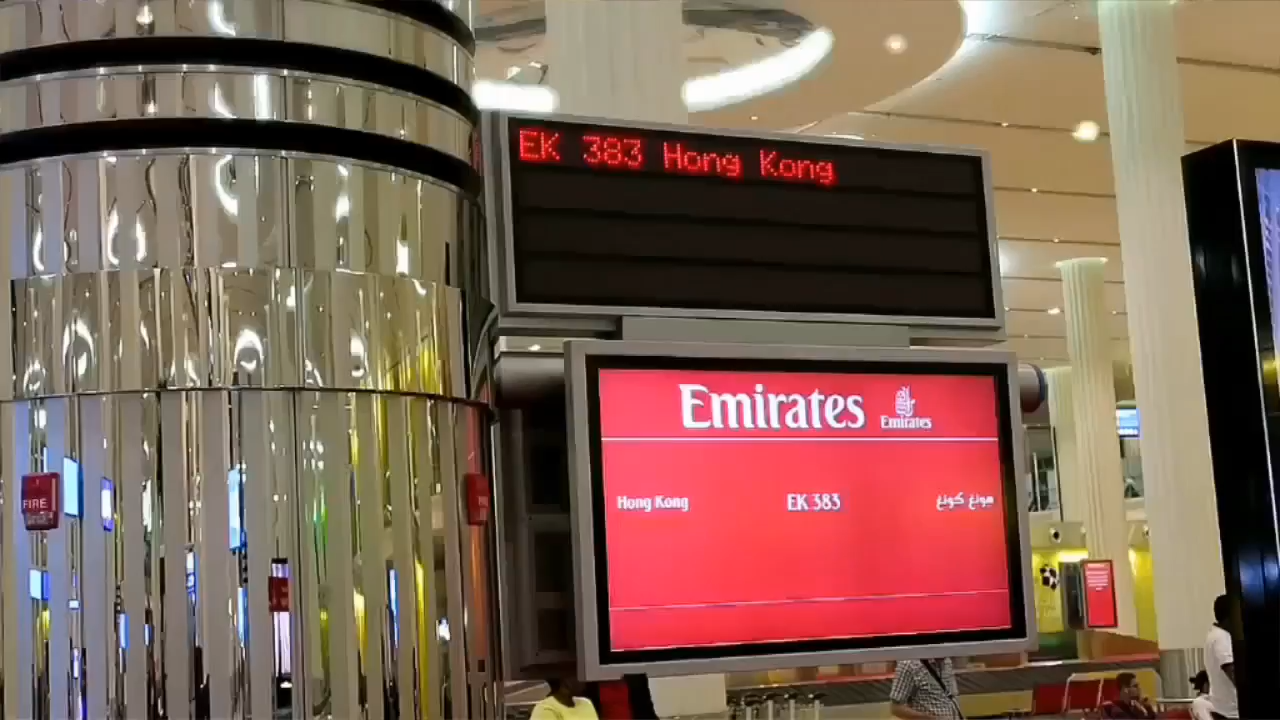 EK 383 Hong Kong
Emirates
Emirates
Hong Kong EK 383 هونغ كونغ
FIRE